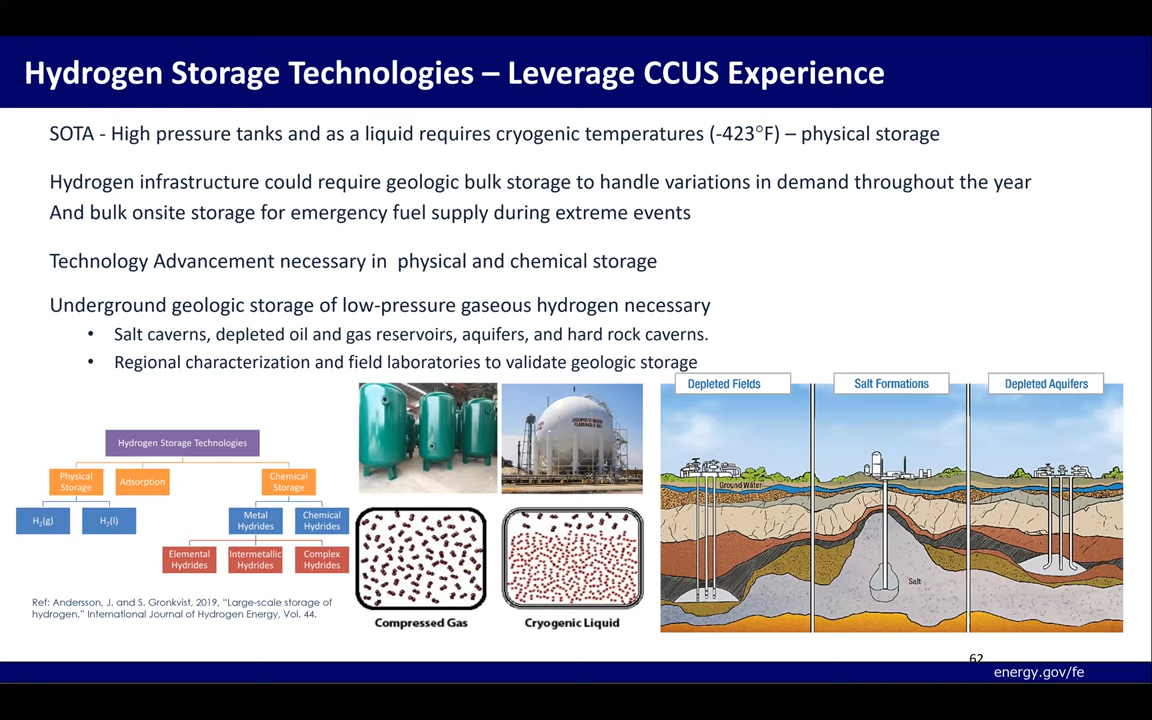 Hydrogen Storage Technologies – Leverage CCUS Experience
SOTA - High pressure tanks and as a liquid requires cryogenic temperatures (-423°F) – physical storage
Hydrogen infrastructure could require geologic bulk storage to handle variations in demand throughout the year
And bulk onsite storage for emergency fuel supply during extreme events
Technology Advancement necessary in  physical and chemical storage
Underground geologic storage of low-pressure gaseous hydrogen necessary
• Salt caverns, depleted oil and gas reservoirs, aquifers, and hard rock caverns.
• Regional characterization and field laboratories to validate geologic storage
Hydrogen Storage Technologies
Physical
Storage
Adsorption
Chemical
Storage
H₂(g)
H₂(l)
Metal
Hydrides
Chemical
Hydrides
Elemental
Hydrides
Intermetallic
Hydrides
Complex
Hydrides
Ref: Andersson, J. and S. Gronkvist, 2019, “Large-scale storage of
hydrogen.” International Journal of Hydrogen Energy, Vol. 44.
FLAMMABLE GAS
Compressed Gas
Cryogenic Liquid
Depleted Fields
Salt Formations
Depleted Aquifers
Ground Water
Salt
62
energy.gov/fe